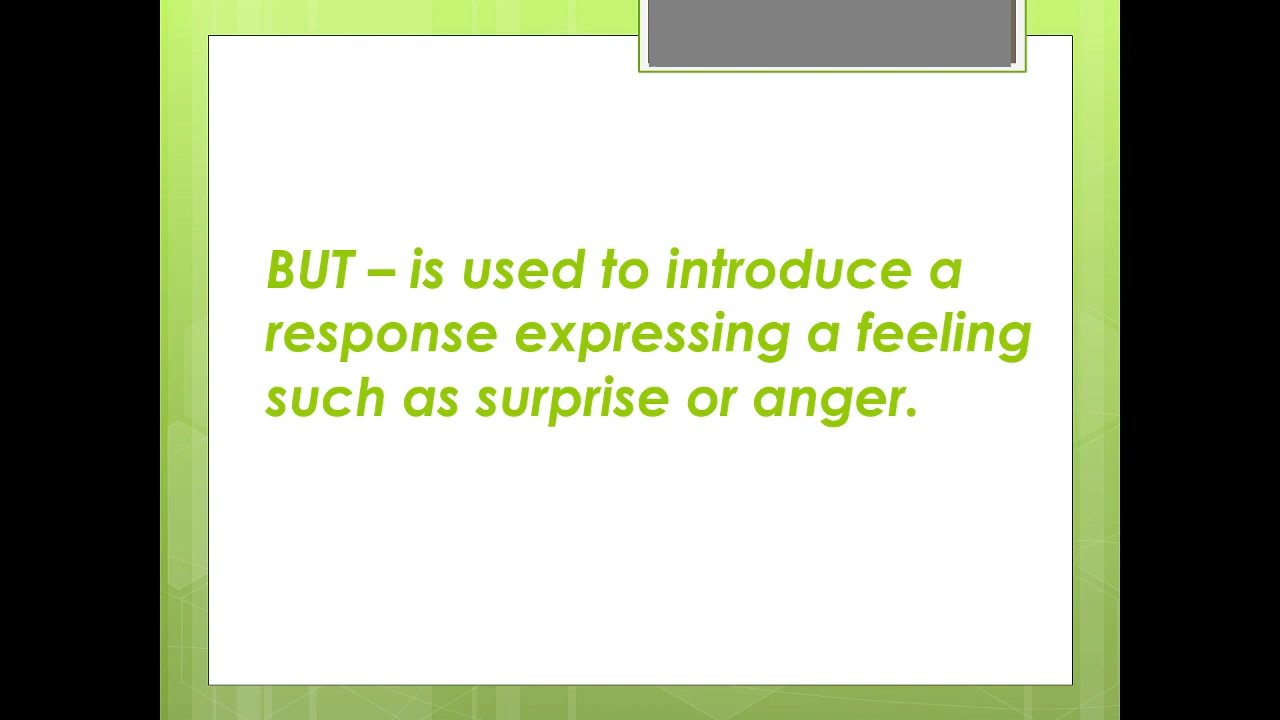 BUT – is used to introduce a
response expressing a feeling
such as surprise or anger.